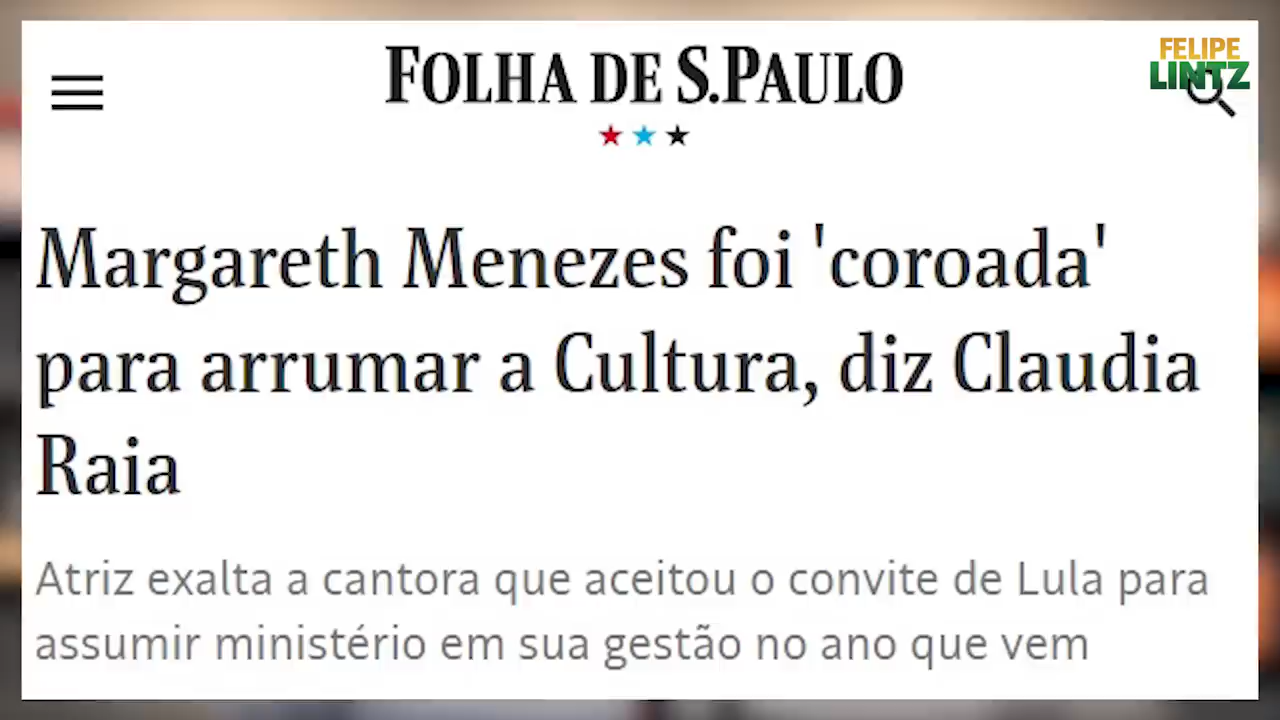 FOLHA DE S.PAULO
FELIPE
LINTZ
Margareth Menezes foi 'coroada'
para arrumar a Cultura, diz Claudia
Raia
Atriz exalta a cantora que aceitou o convite de Lula para
assumir ministério em sua gestão no ano que vem